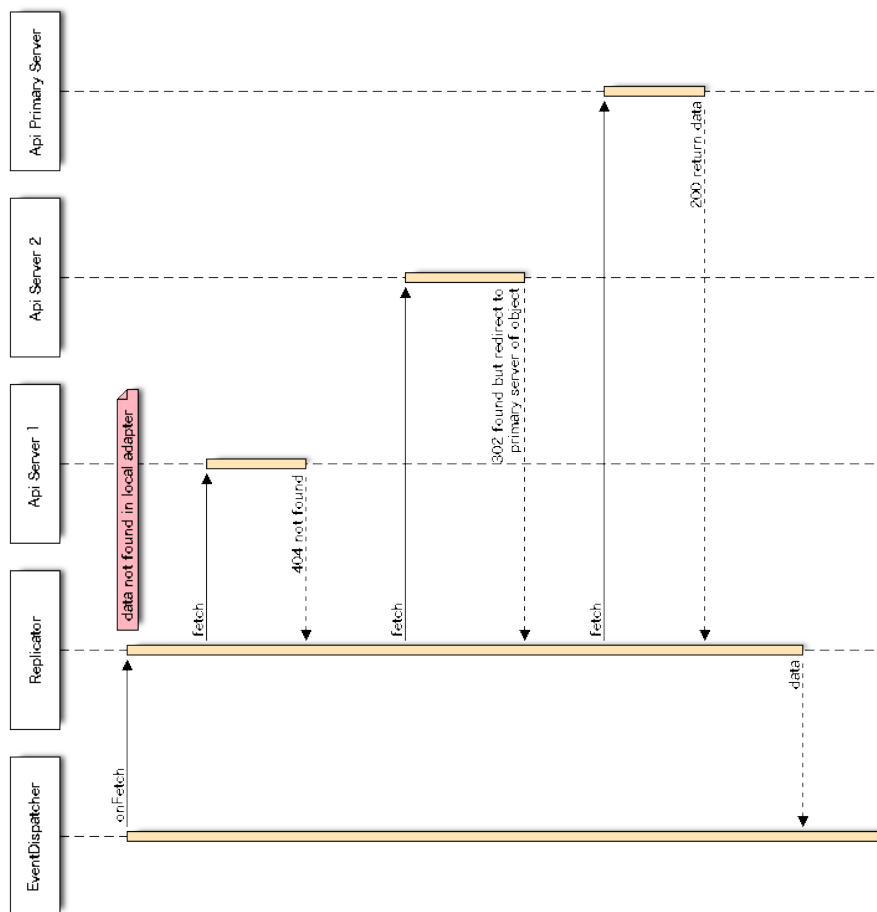 EventDispatcher
Replicator
Api Server 1
Api Server 2
Api Primary Server
onFetch
data not found in local adapter
fetch
404 not found
fetch
302 found but redirect to
primary server of object
fetch
200 return data
data